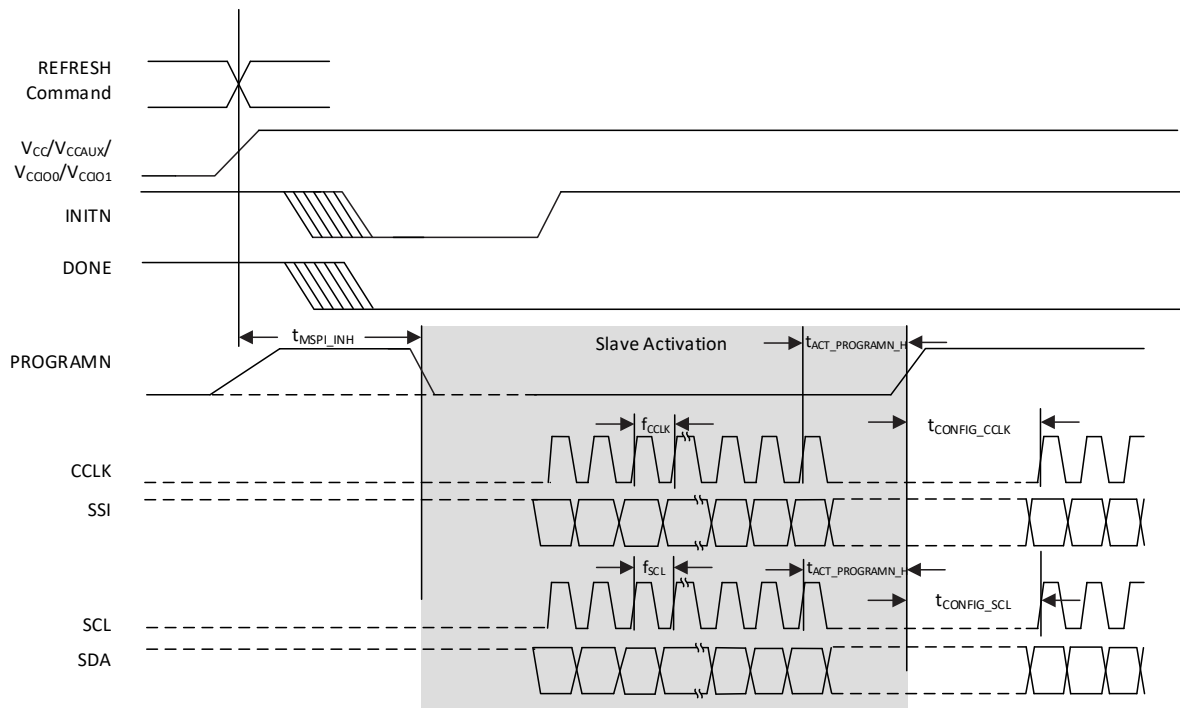 REFRESH
Command
VCC/VCCAUX/
VCCIO0/VCCIO1
INITN
DONE
tMSPI_INH
Slave Activation
tACT_PROGRAMN_H
PROGRAMN
fCCLK
tCONFIG_CCLK
CCLK
SSI
fSCL
tACT_PROGRAMN_H
tCONFIG_SCL
SCL
SDA